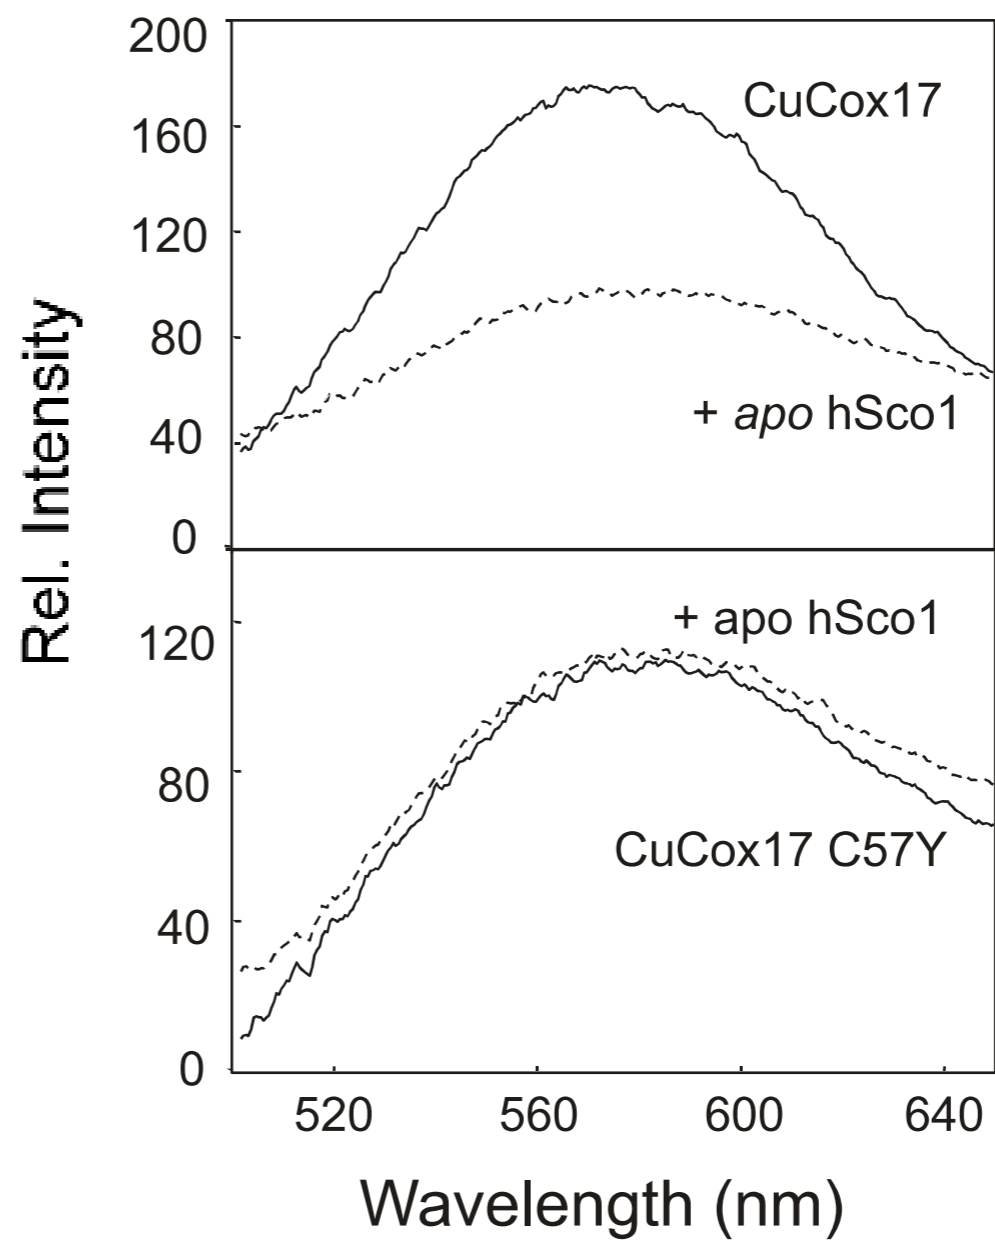 200
160
120
80
40
0
CuCox17
+ apo hSco1
Rel. Intensity
120
80
40
0
+ apo hSco1
CuCox17 C57Y
520 560 600 640
Wavelength (nm)